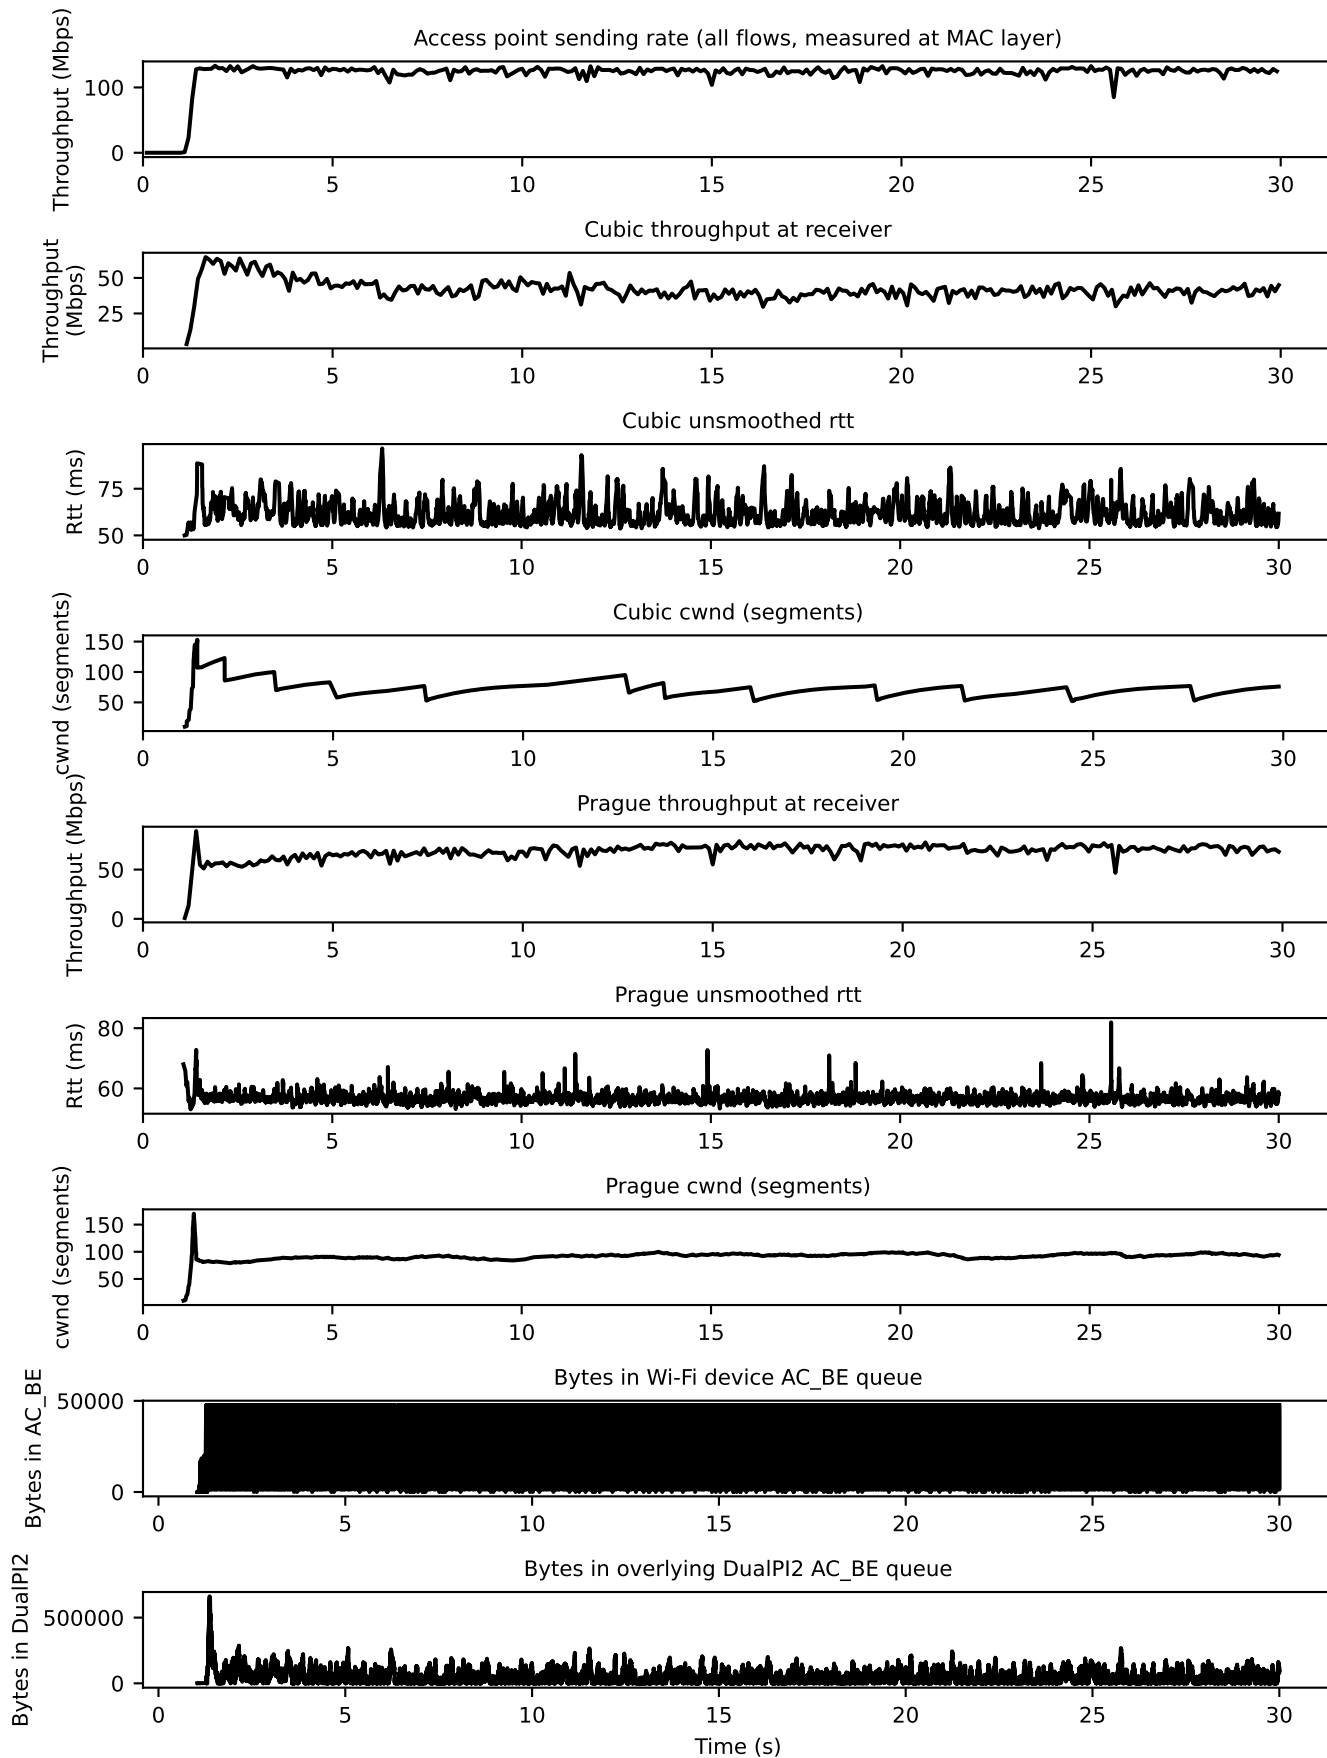 Access point sending rate (all flows, measured at MAC layer)
Throughput (Mbps)
100
0
0 5 10 15 20 25 30
Cubic throughput at receiver
Throughput
(Mbps)
50
25
0 5 10 15 20 25 30
Cubic unsmoothed rtt
Rtt (ms)
75
50
0 5 10 15 20 25 30
Cubic cwnd (segments)
cwnd (segments)
150
100
50
0 5 10 15 20 25 30
Prague throughput at receiver
Throughput (Mbps)
50
0
0 5 10 15 20 25 30
Prague unsmoothed rtt
Rtt (ms)
80
60
0 5 10 15 20 25 30
Prague cwnd (segments)
cwnd (segments)
150
100
50
0 5 10 15 20 25 30
Bytes in Wi-Fi device AC_BE queue
Bytes in AC_BE
50000
0
0 5 10 15 20 25 30
Bytes in overlying DualPI2 AC_BE queue
Bytes in DualPI2
500000
0
0 5 10 15 20 25 30
Time (s)